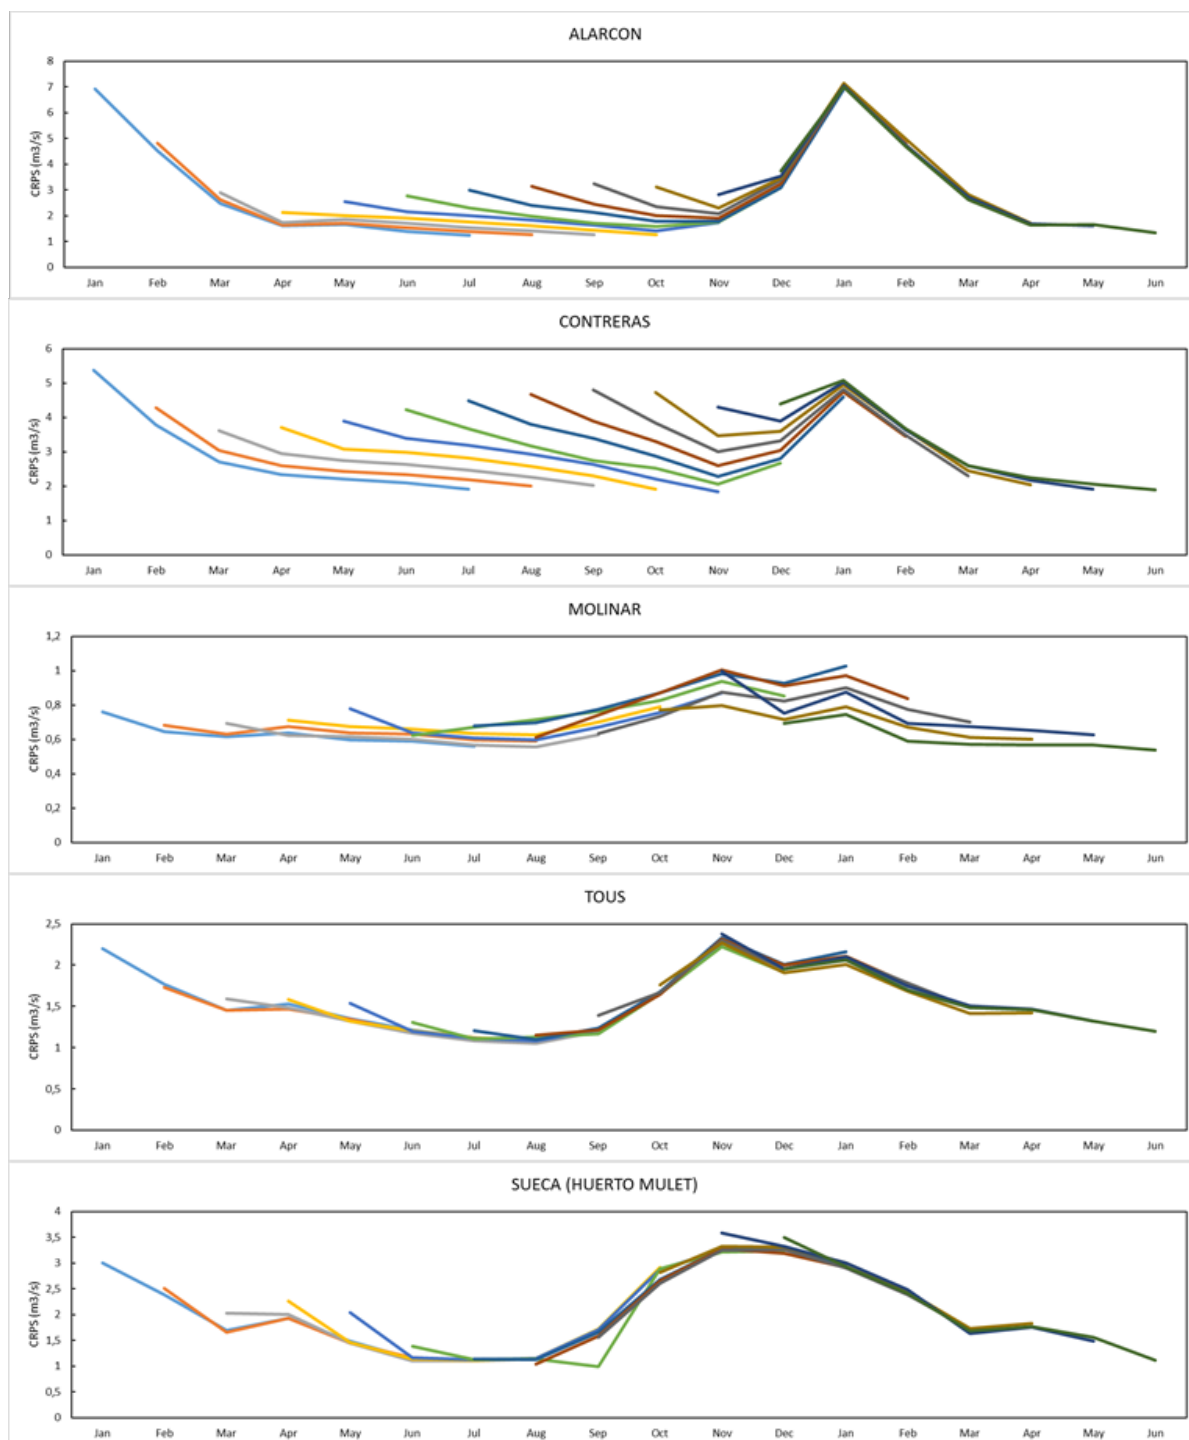 ALARCON
CRPS (m3/s)
8
7
6
5
4
3
2
1
0
Jan Feb Mar Apr May Jun Jul Aug Sep Oct Nov Dec Jan Feb Mar Apr May Jun
CONTRERAS
CRPS (m3/s)
6
5
4
3
2
1
0
Jan Feb Mar Apr May Jun Jul Aug Sep Oct Nov Dec Jan Feb Mar Apr May Jun
MOLINAR
CRPS (m3/s)
1,2
1
0,8
0,6
0,4
0,2
0
Jan Feb Mar Apr May Jun Jul Aug Sep Oct Nov Dec Jan Feb Mar Apr May Jun
TOUS
CRPS (m3/s)
2,5
2
1,5
1
0,5
0
Jan Feb Mar Apr May Jun Jul Aug Sep Oct Nov Dec Jan Feb Mar Apr May Jun
SUECA (HUERTO MULET)
CRPS (m3/s)
4
3,5
3
2,5
2
1,5
1
0,5
0
Jan Feb Mar Apr May Jun Jul Aug Sep Oct Nov Dec Jan Feb Mar Apr May Jun